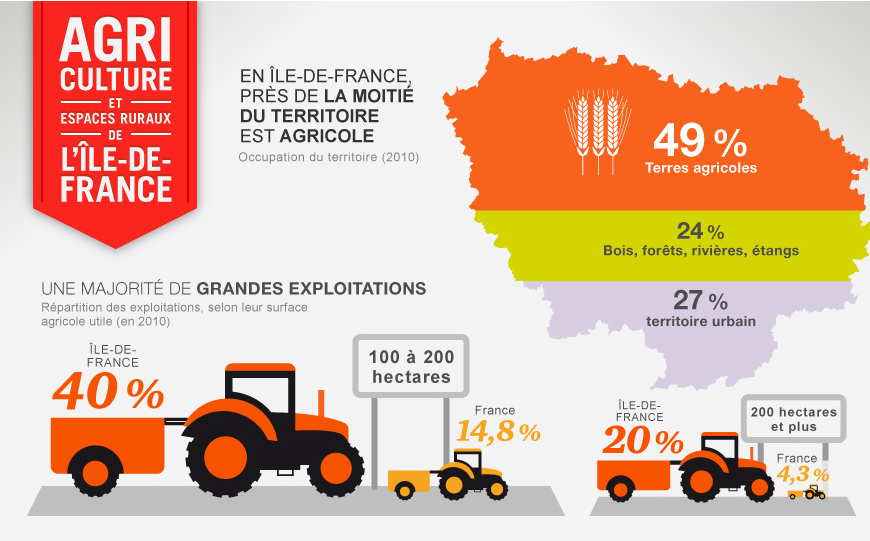 AGRI
CULTURE
ET
ESPACES RURAUX
DE
L'ÎLE-DE-
FRANCE
EN ÎLE-DE-FRANCE,
PRÈS DE LA MOITIÉ
DU TERRITOIRE
EST AGRICOLE
Occupation du territoire (2010)
49 %
Terres agricoles
24 %
Bois, forêts, rivières, étangs
27 %
territoire urbain
UNE MAJORITÉ DE GRANDES EXPLOITATIONS
Répartition des exploitations, selon leur surface
agricole utile (en 2010)
ÎLE-DE-
FRANCE
40 %
100 à 200
hectares
France
14,8 %
ÎLE-DE-
FRANCE
20 %
200 hectares
et plus
France
4,3 %